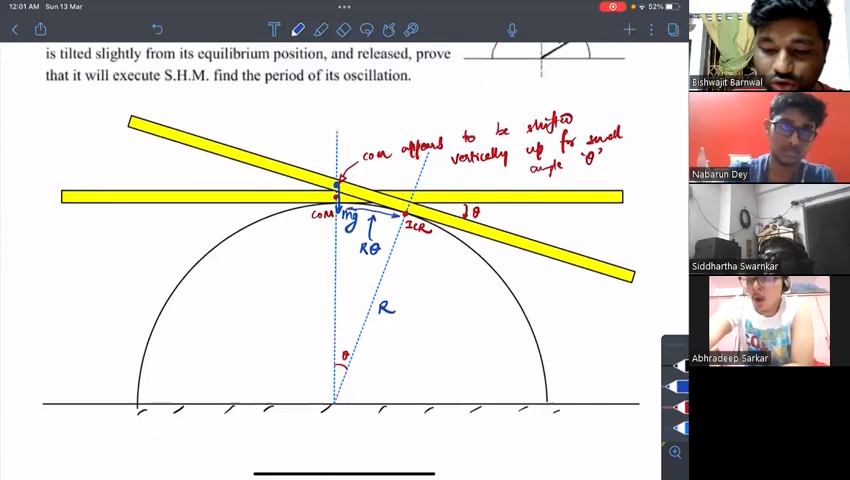 12:01 AM Sun 13 Mar
52%
is tilted slightly from its equilibrium position, and released, prove
that it will execute S.H.M. find the period of its oscillation.
com appears to be shifted
vertically up for small
angle 'θ'
com
mg
θ
ICR
Rθ
R
θ
Bishwajit Barnwal
Nabarun Dey
Siddhartha Swarnkar
Abhradeep Sarkar